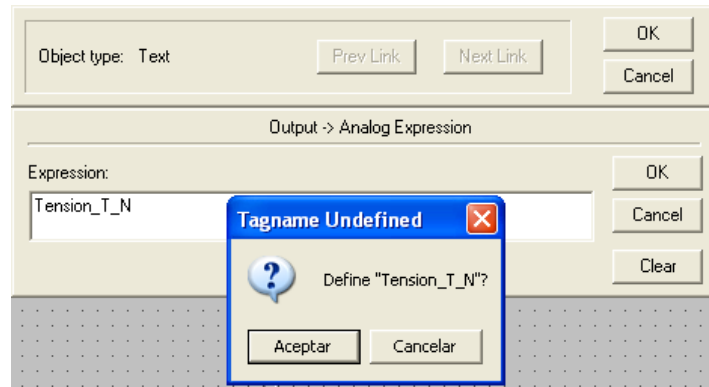 Object type: Text
Prev Link
Next Link
OK
Cancel
Output -> Analog Expression
Expression:
OK
Tension_T_N
Cancel
Clear
Tagname Undefined
Define "Tension_T_N"?
Aceptar
Cancelar